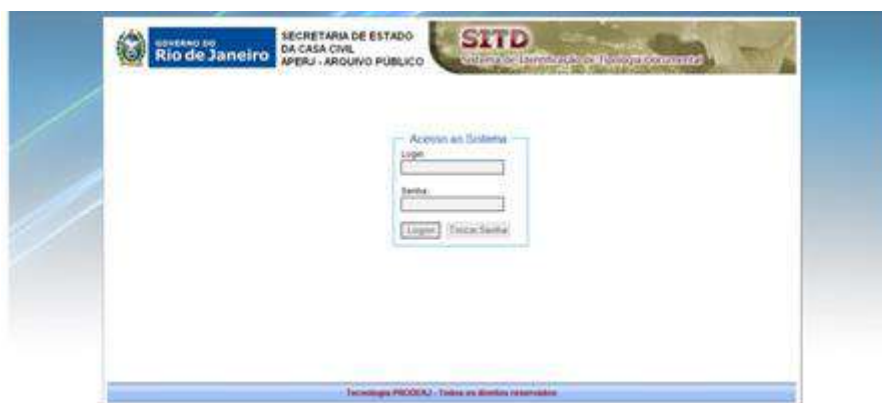 GOVERNO DO
Rio de Janeiro
SECRETARIA DE ESTADO
DA CASA CIVIL
APERJ - ARQUIVO PÚBLICO
SITD
Sistema de Identificação de Tipologia Documental
Acesso ao Sistema
Login:
Senha:
Logon
Trocar Senha
Tecnologia PRODERJ - Todos os direitos reservados